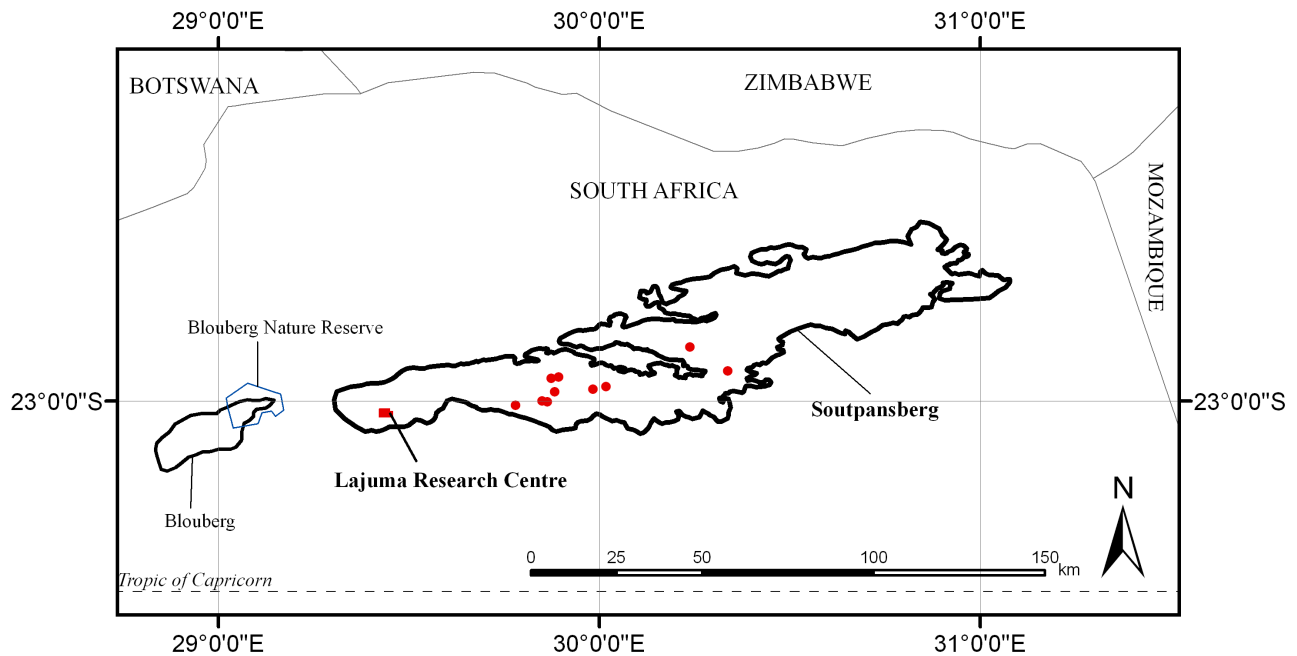 29°0'0"E 30°0'0"E 31°0'0"E
BOTSWANA
ZIMBABWE
MOZAMBIQUE
SOUTH AFRICA
Blouberg Nature Reserve
23°0'0"S
23°0'0"S
Soutpansberg
Lajuma Research Centre
Blouberg
N
0 25 50 100 150
km
Tropic of Capricorn
29°0'0"E 30°0'0"E 31°0'0"E